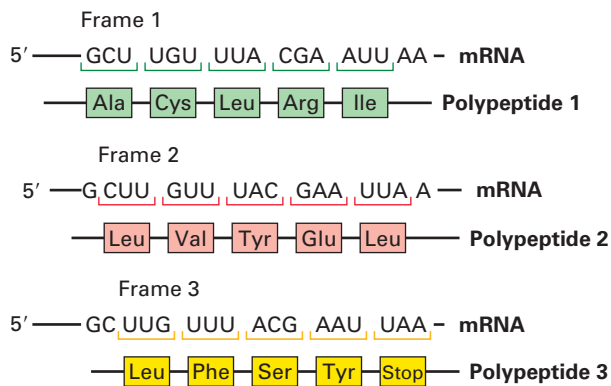 Frame 1
5′ GCU UGU UUA CGA AUU AA mRNA
Ala Cys Leu Arg Ile Polypeptide 1
Frame 2
5′ G CUU GUU UAC GAA UUA A mRNA
Leu Val Tyr Glu Leu Polypeptide 2
Frame 3
5′ GC UUG UUU ACG AAU UAA mRNA
Leu Phe Ser Tyr Stop Polypeptide 3